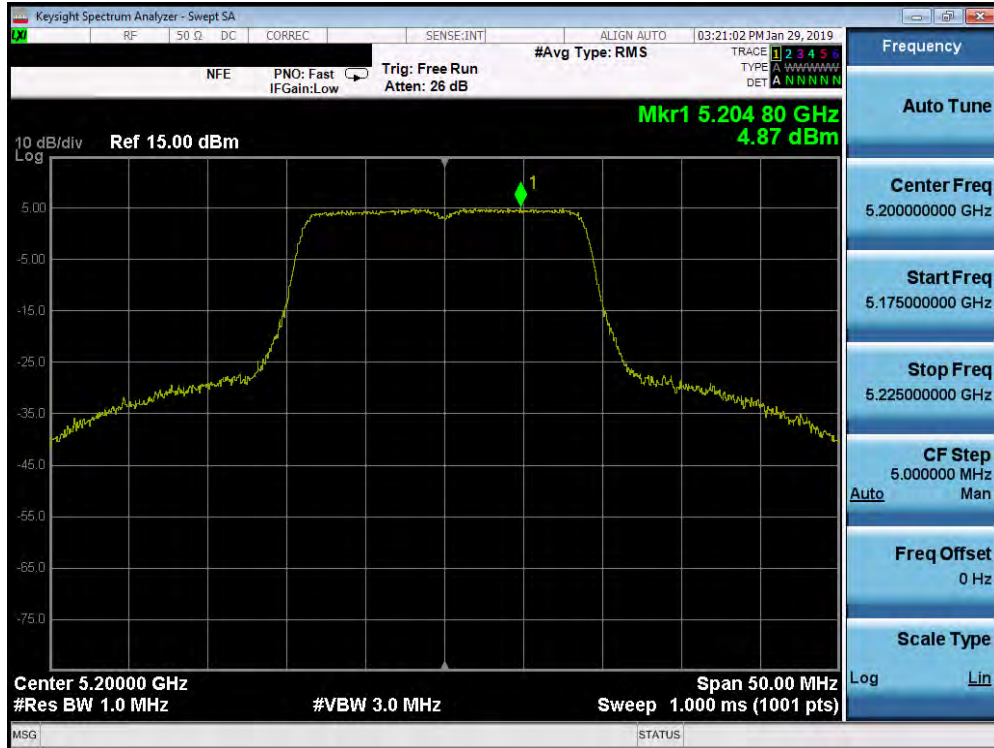 Keysight Spectrum Analyzer - Swept SA
LXI RF 50 Ω DC CORREC SENSE:INT ALIGN AUTO 03:21:02 PM Jan 29, 2019
NFE PNO: Fast IFGain:Low Trig: Free Run Atten: 26 dB #Avg Type: RMS
TRACE 1 2 3 4 5 6
TYPE A WWWWW
DET A N N N N N
Mkr1 5.204 80 GHz
4.87 dBm
10 dB/div Ref 15.00 dBm
Log
1
5.00
-5.00
-15.0
-25.0
-35.0
-45.0
-55.0
-65.0
-75.0
Center 5.20000 GHz Span 50.00 MHz
#Res BW 1.0 MHz #VBW 3.0 MHz Sweep 1.000 ms (1001 pts)
MSG STATUS
Frequency
Auto Tune
Center Freq
5.200000000 GHz
Start Freq
5.175000000 GHz
Stop Freq
5.225000000 GHz
CF Step
5.000000 MHz
Auto Man
Freq Offset
0 Hz
Scale Type
Log Lin